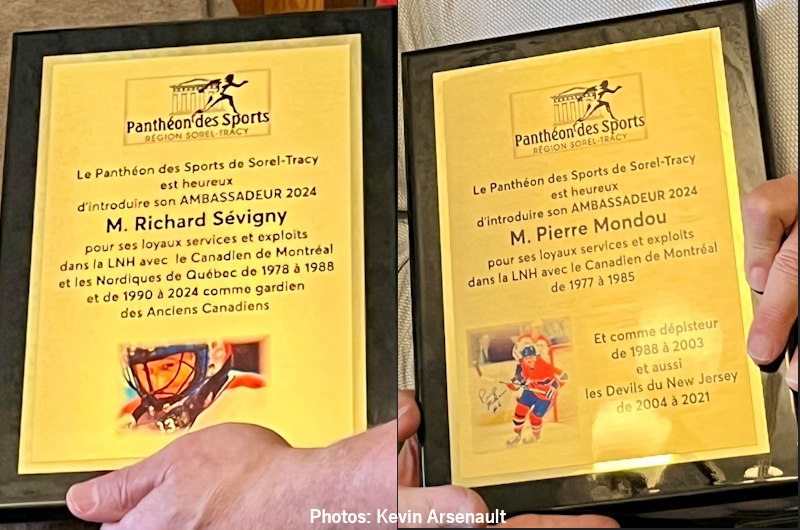 Panthéon des Sports
RÉGION SOREL-TRACY
Le Panthéon des Sports de Sorel-Tracy
est heureux
d'introduire son AMBASSADEUR 2024
M. Richard Sévigny
pour ses loyaux services et exploits
dans la LNH avec le Canadien de Montréal
et les Nordiques de Québec de 1978 à 1988
et de 1990 à 2024 comme gardien
des Anciens Canadiens
Panthéon des Sports
RÉGION SOREL-TRACY
Le Panthéon des Sports de Sorel-Tracy
est heureux
d'introduire son AMBASSADEUR 2024
M. Pierre Mondou
pour ses loyaux services et exploits
dans la LNH avec le Canadien de Montréal
de 1977 à 1985
Et comme dépisteur
de 1988 à 2003
et aussi
les Devils du New Jersey
de 2004 à 2021
Photos: Kevin Arsenault